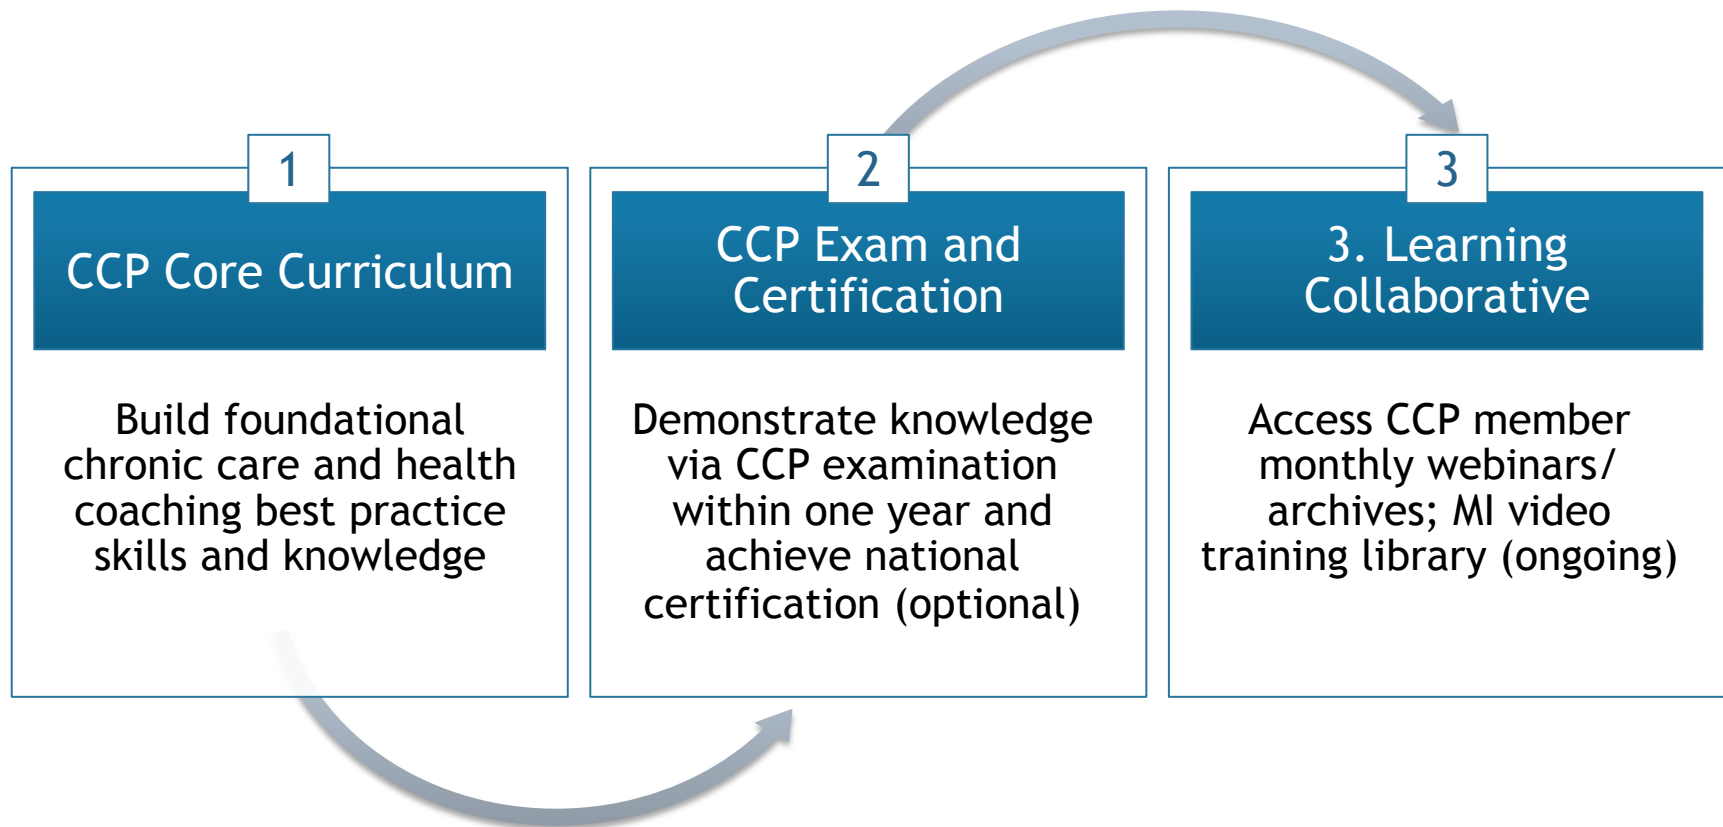 1
CCP Core Curriculum
Build foundational
chronic care and health
coaching best practice
skills and knowledge
2
CCP Exam and
Certification
Demonstrate knowledge
via CCP examination
within one year and
achieve national
certification (optional)
3
3. Learning
Collaborative
Access CCP member
monthly webinars/
archives; MI video
training library (ongoing)